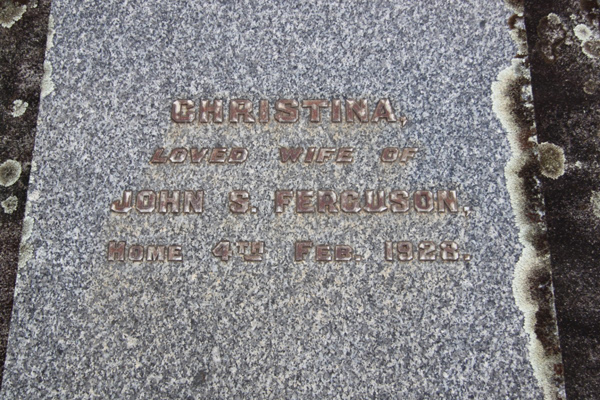 CHRISTINA,
LOVED WIFE OF
JOHN S. FERGUSON,
HOME 4TH FEB. 1928.